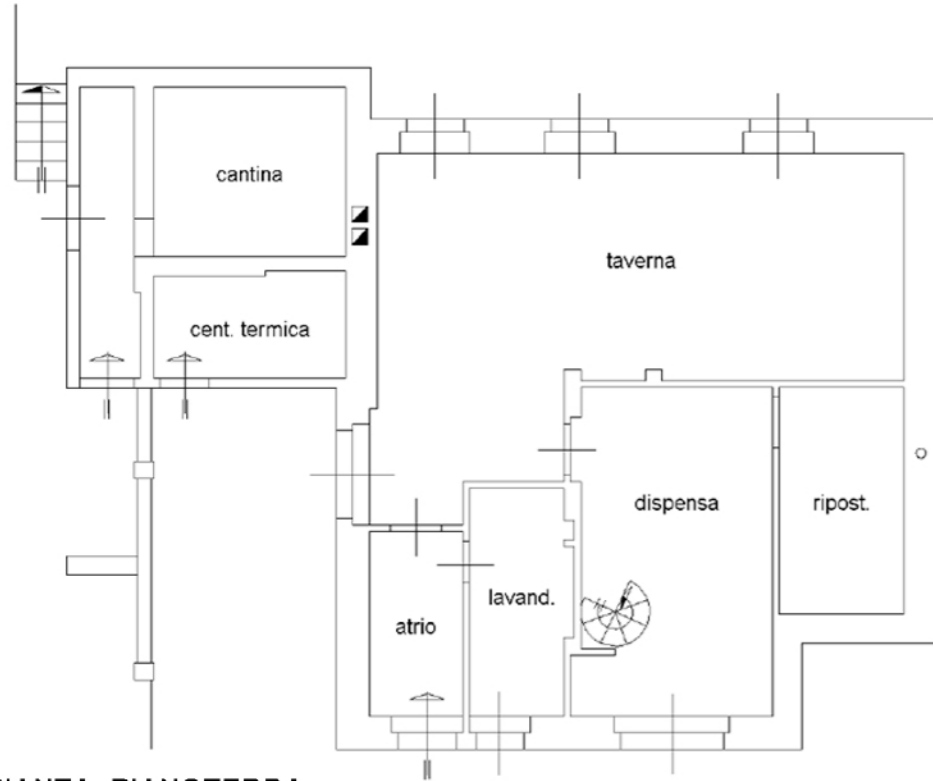 cantina
taverna
cent. termica
dispensa
ripost.
lavand.
atrio